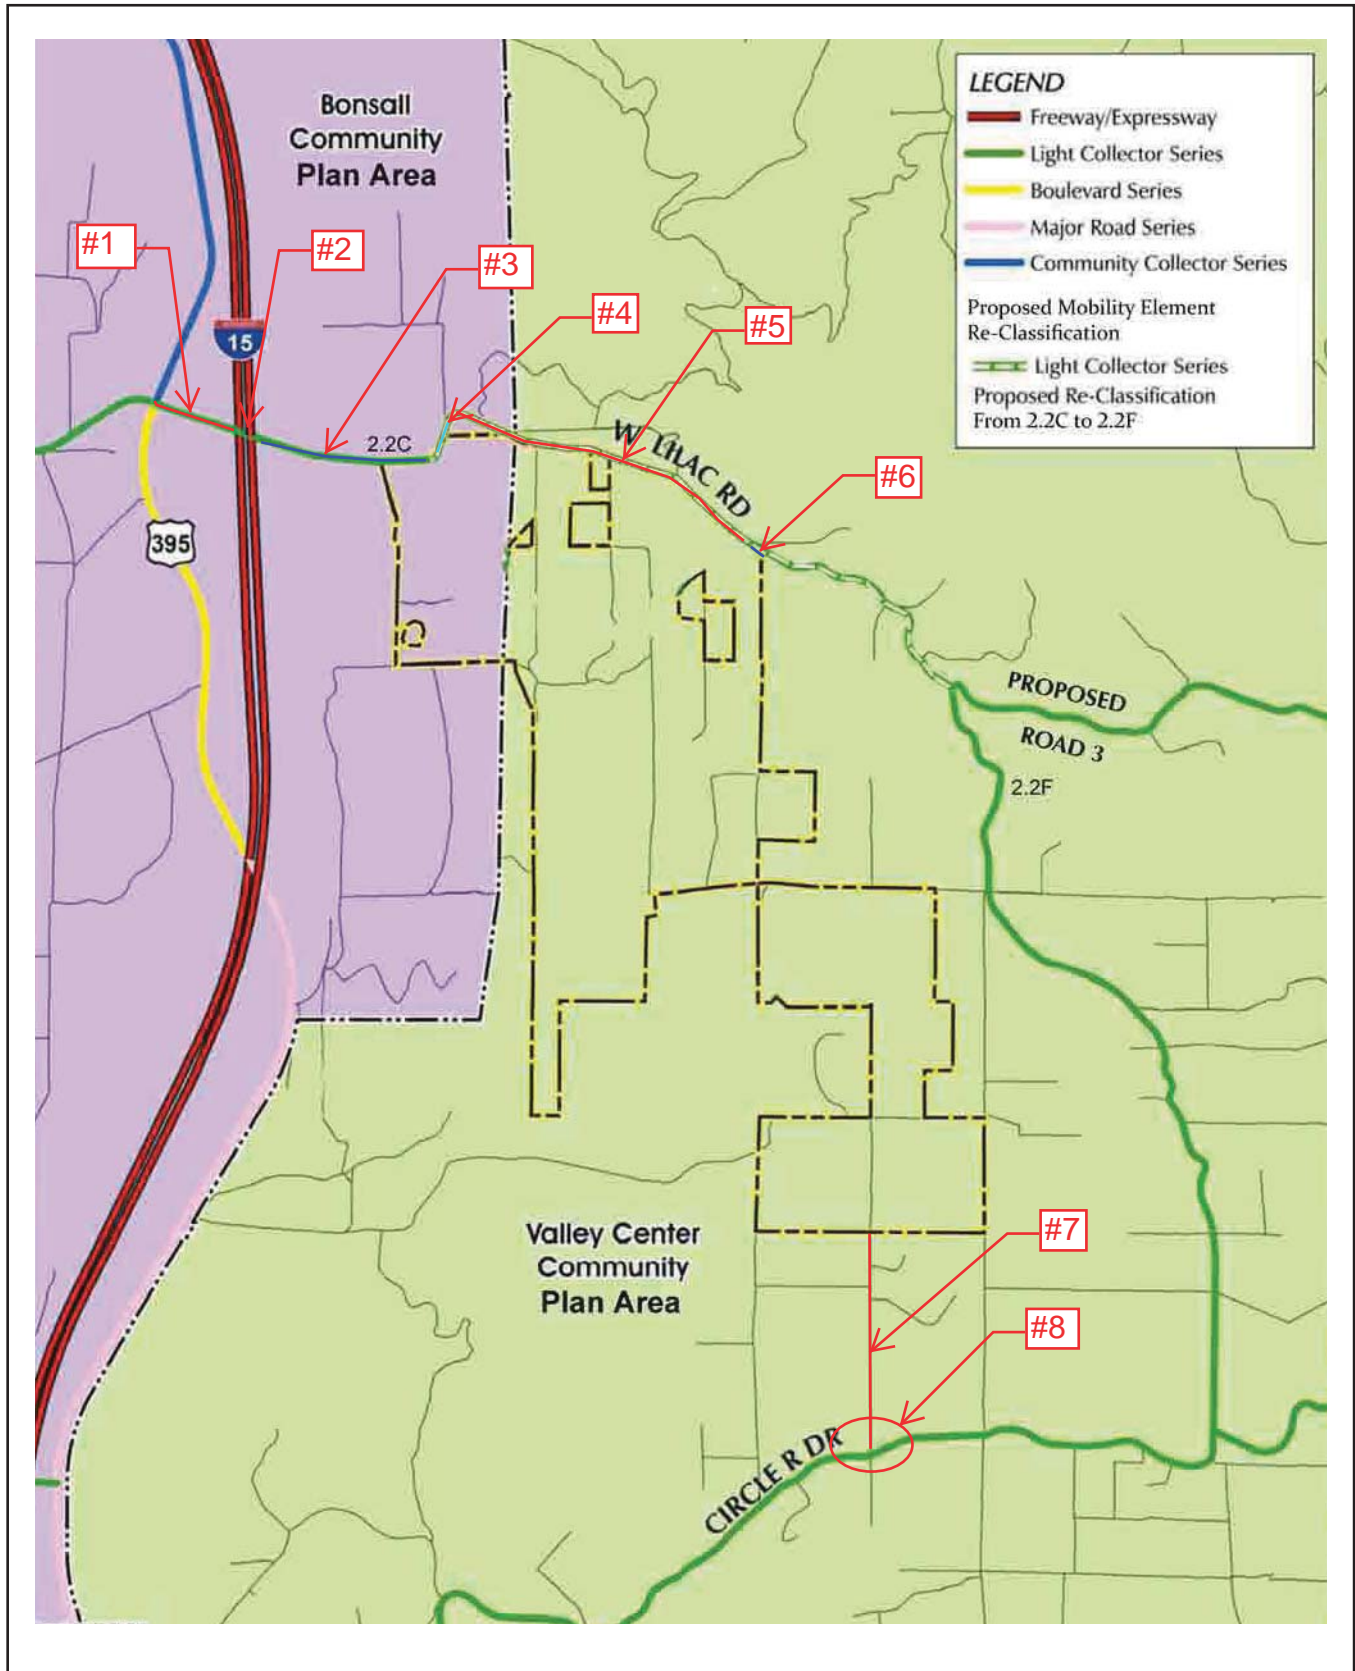 Bonsall
Community
Plan Area
LEGEND
Freeway/Expressway
Light Collector Series
Boulevard Series
Major Road Series
Community Collector Series
Proposed Mobility Element
Re-Classification
Light Collector Series
Proposed Re-Classification
From 2.2C to 2.2F
#1
#2
#3
#4
#5
15
2.2C
W LILAC RD
#6
395
PROPOSED
ROAD 3
2.2F
Valley Center
Community
Plan Area
#7
#8
CIRCLE R DR